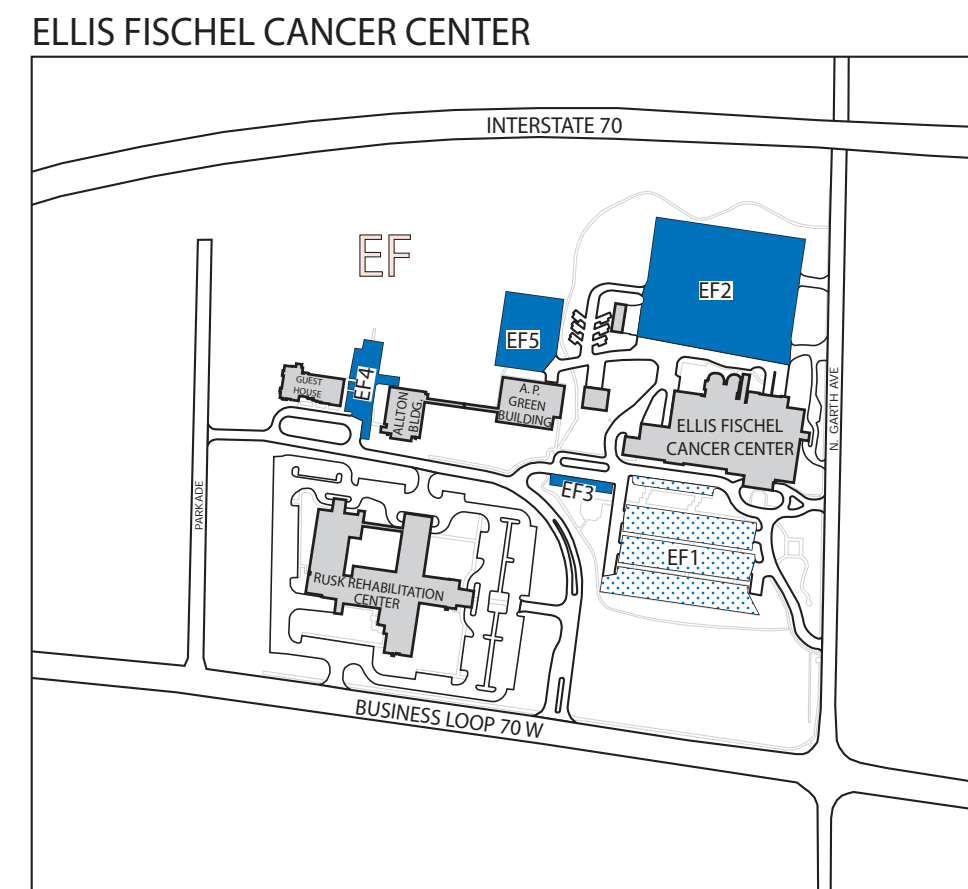 ELLIS FISCHEL CANCER CENTER
INTERSTATE 70
EF
EF2
EF5
GUEST
HOUSE
EF4
ALLTON
BLDG.
A.P.
GREEN
BUILDING
ELLIS FISCHEL
CANCER CENTER
N. GARTH AVE
PARKADE
EF3
EF1
RUSK REHABILITATION
CENTER
BUSINESS LOOP 70 W